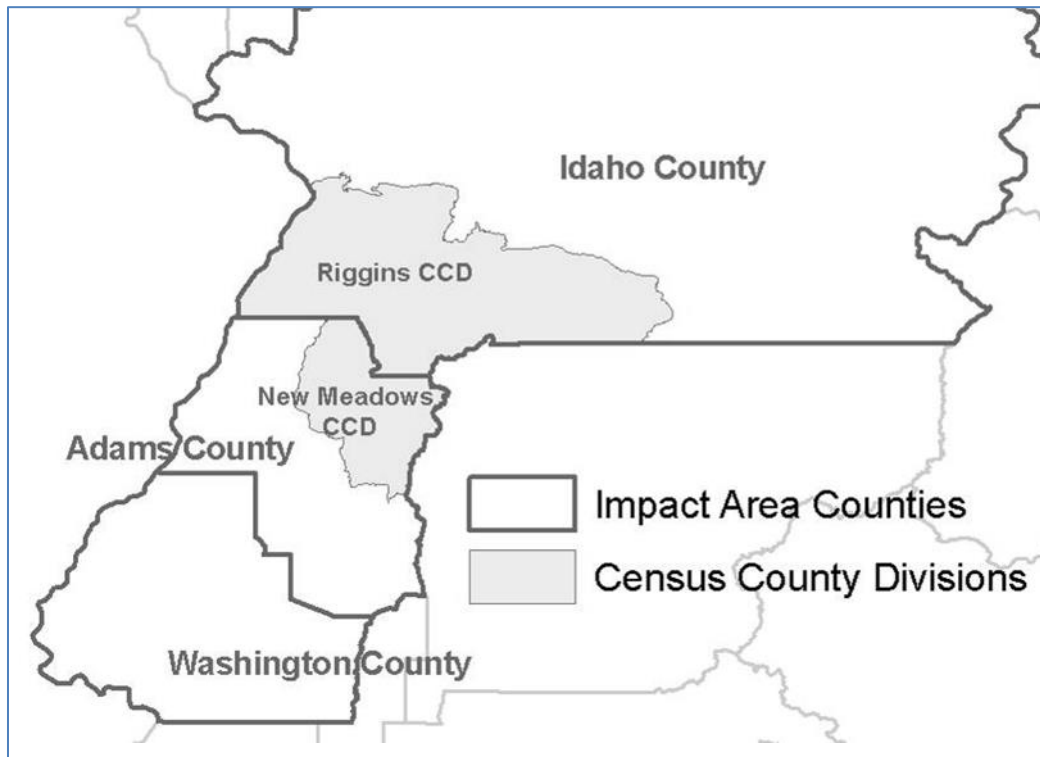 Idaho County
Riggins CCD
New Meadows
CCD
Adams County
Impact Area Counties
Census County Divisions
Washington County